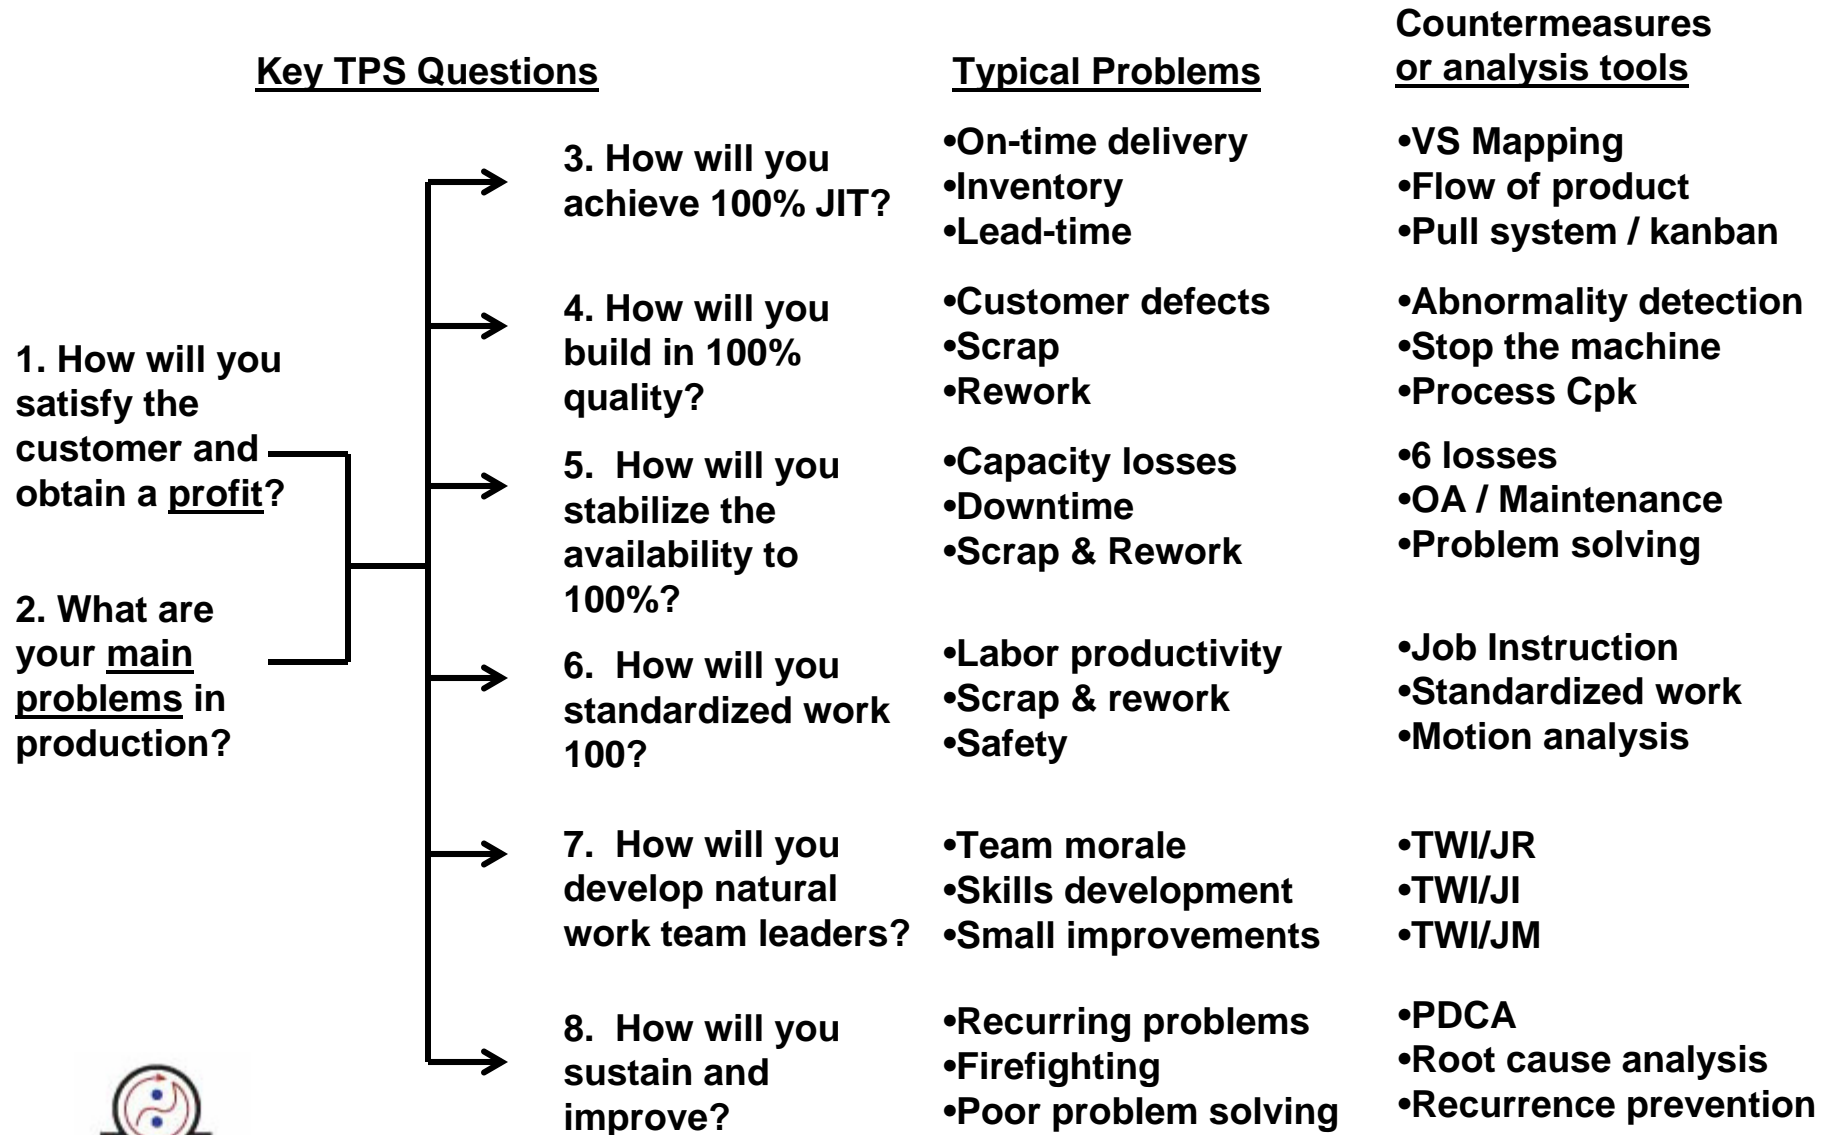 Key TPS Questions
Typical Problems
Countermeasures
or analysis tools
1. How will you
satisfy the
customer and
obtain a profit?
2. What are
your main
problems in
production?
3. How will you
achieve 100% JIT?
•On-time delivery
•Inventory
•Lead-time
•VS Mapping
•Flow of product
•Pull system / kanban
4. How will you
build in 100%
quality?
•Customer defects
•Scrap
•Rework
•Abnormality detection
•Stop the machine
•Process Cpk
5.  How will you
stabilize the
availability to
100%?
•Capacity losses
•Downtime
•Scrap & Rework
•6 losses
•OA / Maintenance
•Problem solving
6.  How will you
standardized work
100?
•Labor productivity
•Scrap & rework
•Safety
•Job Instruction
•Standardized work
•Motion analysis
7.  How will you
develop natural
work team leaders?
•Team morale
•Skills development
•Small improvements
•TWI/JR
•TWI/JI
•TWI/JM
8.  How will you
sustain and
improve?
•Recurring problems
•Firefighting
•Poor problem solving
•PDCA
•Root cause analysis
•Recurrence prevention